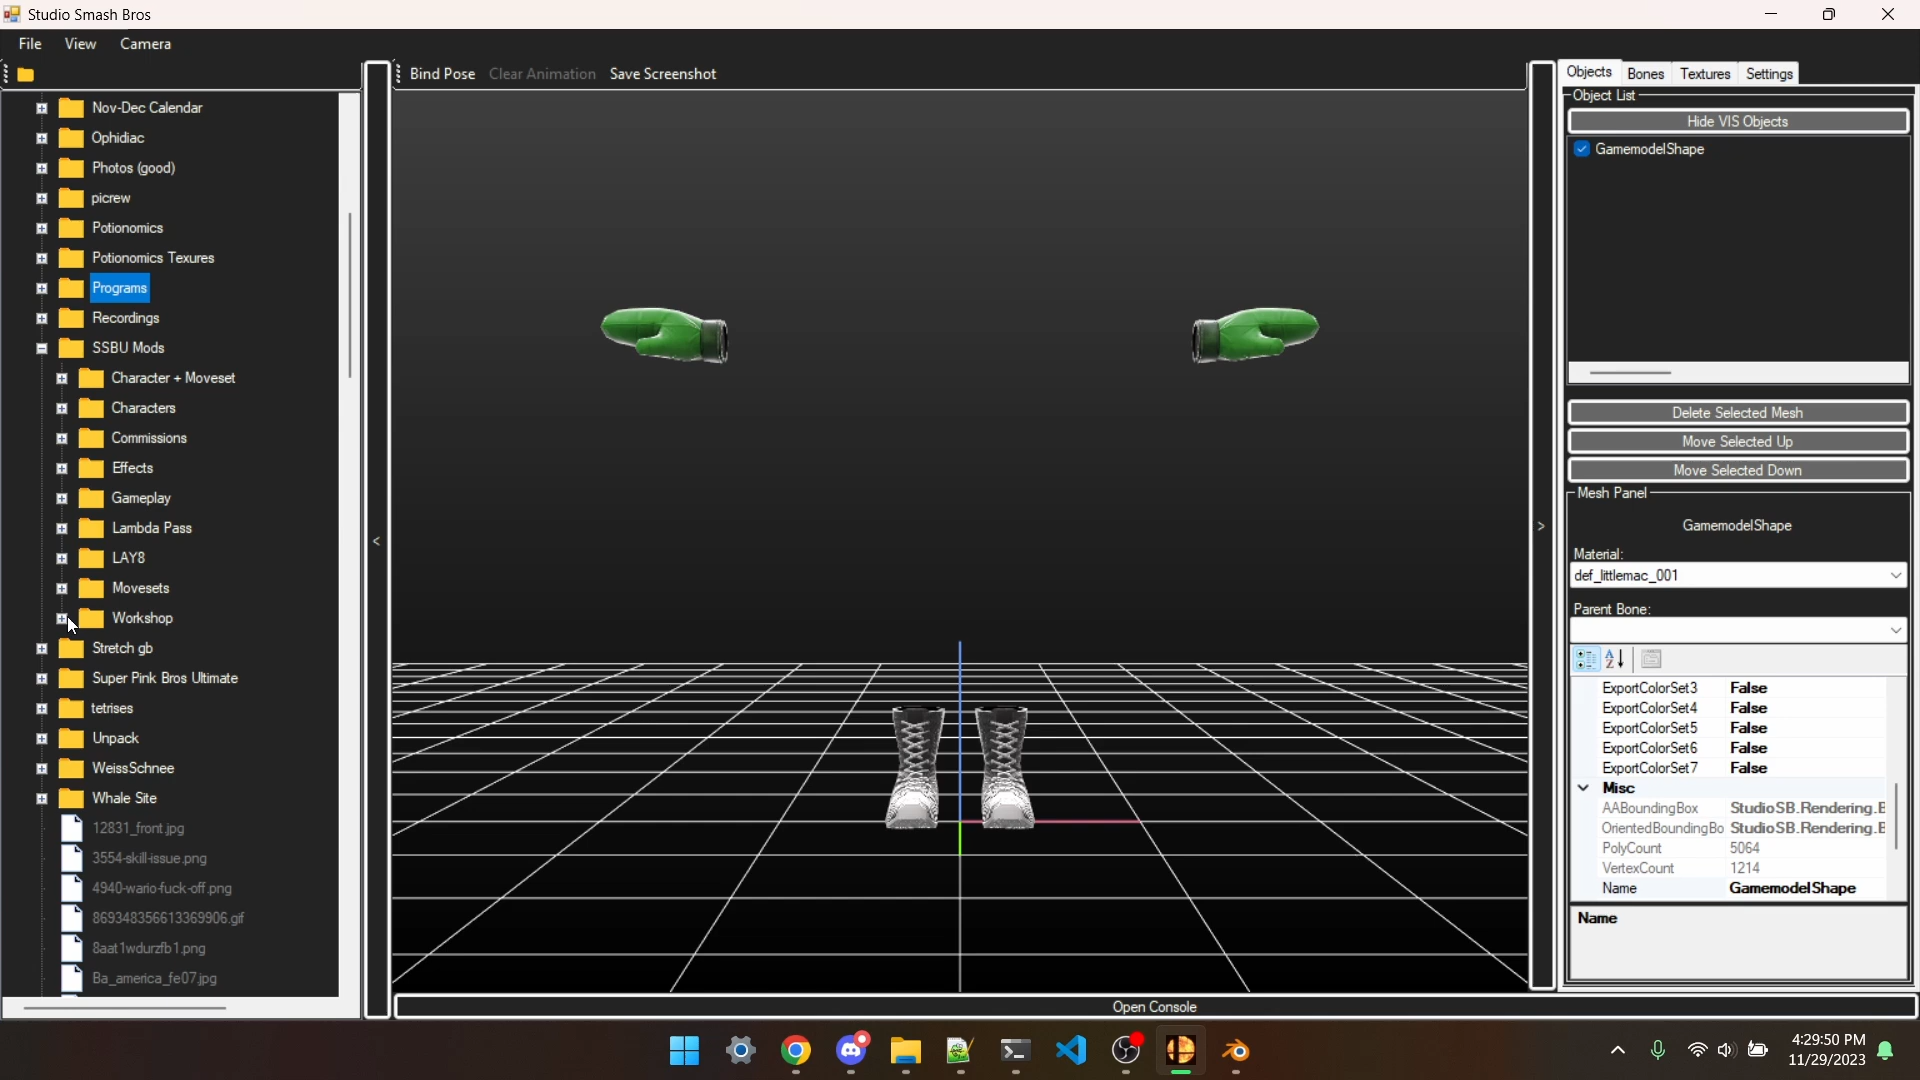 Studio Smash Bros
File View Camera
Bind Pose Clear Animation Save Screenshot
Nov-Dec Calendar
Ophidiac
Photos (good)
picrew
Potionomics
Potionomics Texures
Programs
Recordings
SSBU Mods
Character + Moveset
Characters
Commissions
Effects
Gameplay
Lambda Pass
LAY8
Movesets
Workshop
Stretch gb
Super Pink Bros Ultimate
tetrises
Unpack
WeissSchnee
Whale Site
12831_front.jpg
3554-skill-issue.png
4940-wario-fuck-off.png
869348356613369906.gif
8aat1wdurzfb1.png
Ba_america_fe07.jpg
<
>
Objects Bones Textures Settings
Object List
Hide VIS Objects
GamemodelShape
Delete Selected Mesh
Move Selected Up
Move Selected Down
Mesh Panel
GamemodelShape
Material:
def_littlemac_001
Parent Bone:
ExportColorSet3 False
ExportColorSet4 False
ExportColorSet5 False
ExportColorSet6 False
ExportColorSet7 False
Misc
AABoundingBox StudioSB.Rendering.B
OrientedBoundingBo StudioSB.Rendering.B
PolyCount 5064
VertexCount 1214
Name GamemodelShape
Name
Open Console
4:29:50 PM
11/29/2023